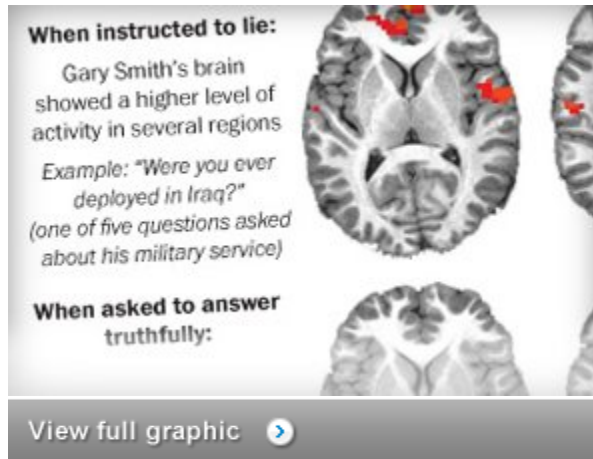 When instructed to lie:
Gary Smith's brain
showed a higher level of
activity in several regions
Example: "Were you ever
deployed in Iraq?"
(one of five questions asked
about his military service)
When asked to answer
truthfully:
View full graphic